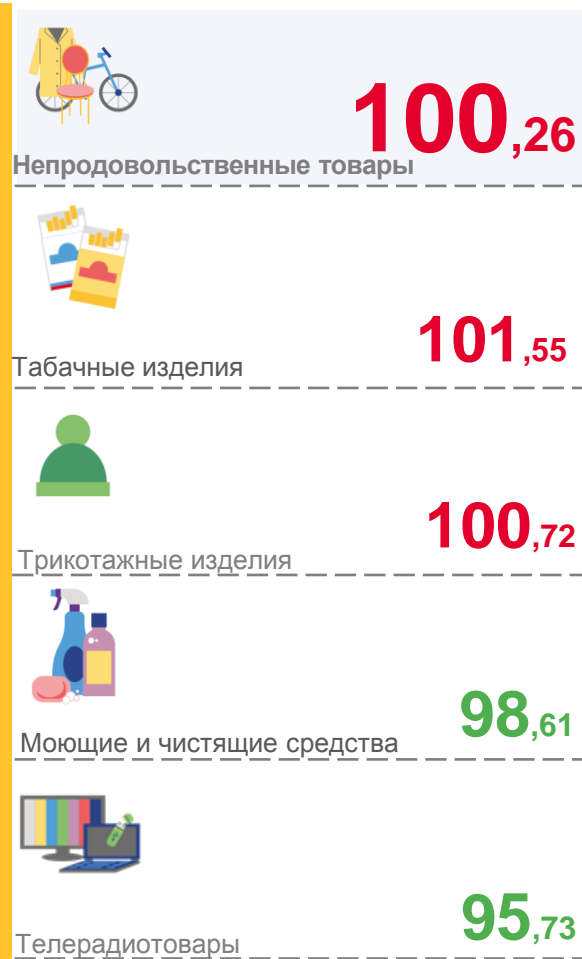 100,26
Непродовольственные товары
101,55
Табачные изделия
100,72
Трикотажные изделия
98,61
Моющие и чистящие средства
95,73
Телерадиотовары